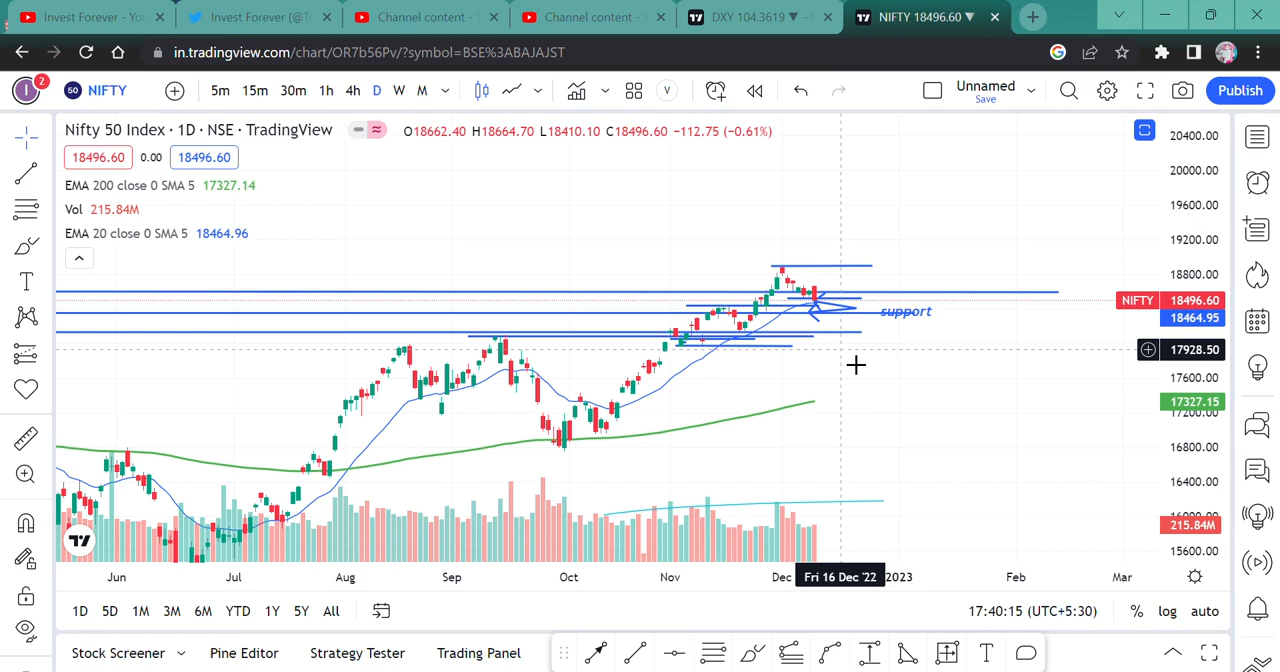 Invest Forever - You
Invest Forever (@T
Channel content -
Channel content -
DXY 104.3619 ▼
NIFTY 18496.60 ▼
in.tradingview.com/chart/OR7b56Pv/?symbol=BSE%3ABAJAJST
I 2
50 NIFTY
5m 15m 30m 1h 4h D W M
V
Unnamed
Save
Publish
Nifty 50 Index · 1D · NSE · TradingView
O18662.40 H18664.70 L18410.10 C18496.60 −112.75 (−0.61%)
18496.60 0.00 18496.60
EMA 200 close 0 SMA 5 17327.14
Vol 215.84M
EMA 20 close 0 SMA 5 18464.96
support
20400.00
20000.00
19600.00
19200.00
18800.00
NIFTY 18496.60
18464.95
17928.50
17600.00
17327.15
17200.00
16800.00
16400.00
16000.00
215.84M
15600.00
Jun Jul Aug Sep Oct Nov Dec Fri 16 Dec '22 2023 Feb Mar
1D 5D 1M 3M 6M YTD 1Y 5Y All
17:40:15 (UTC+5:30) % log auto
Stock Screener Pine Editor Strategy Tester Trading Panel